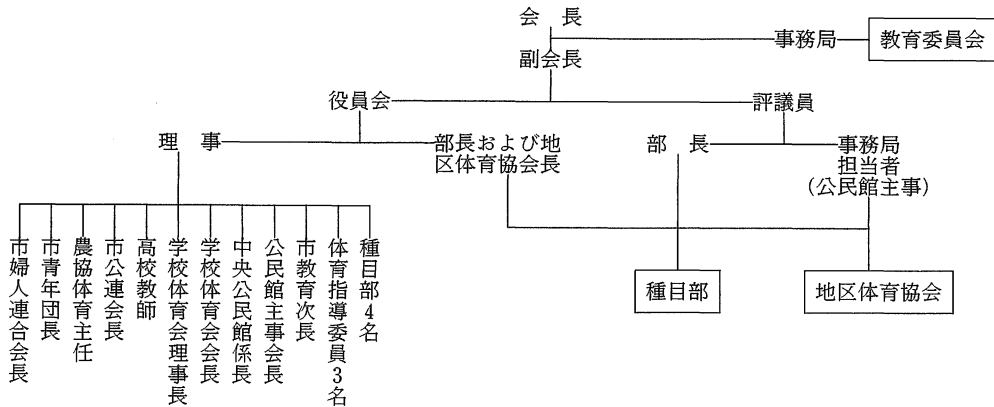 会 長
事務局
教育委員会
副会長
役員会
評議員
理 事
部長および地
区体育協会長
部 長
事務局
担当者
(公民館主事)
市婦人連合会長
市青年団長
農協体育主任
市公連会長
高校教師
学校体育会理事長
学校体育会会長
中央公民館係長
公民館主事会長
市教育次長
体育指導委員3名
種目部4名
種目部
地区体育協会